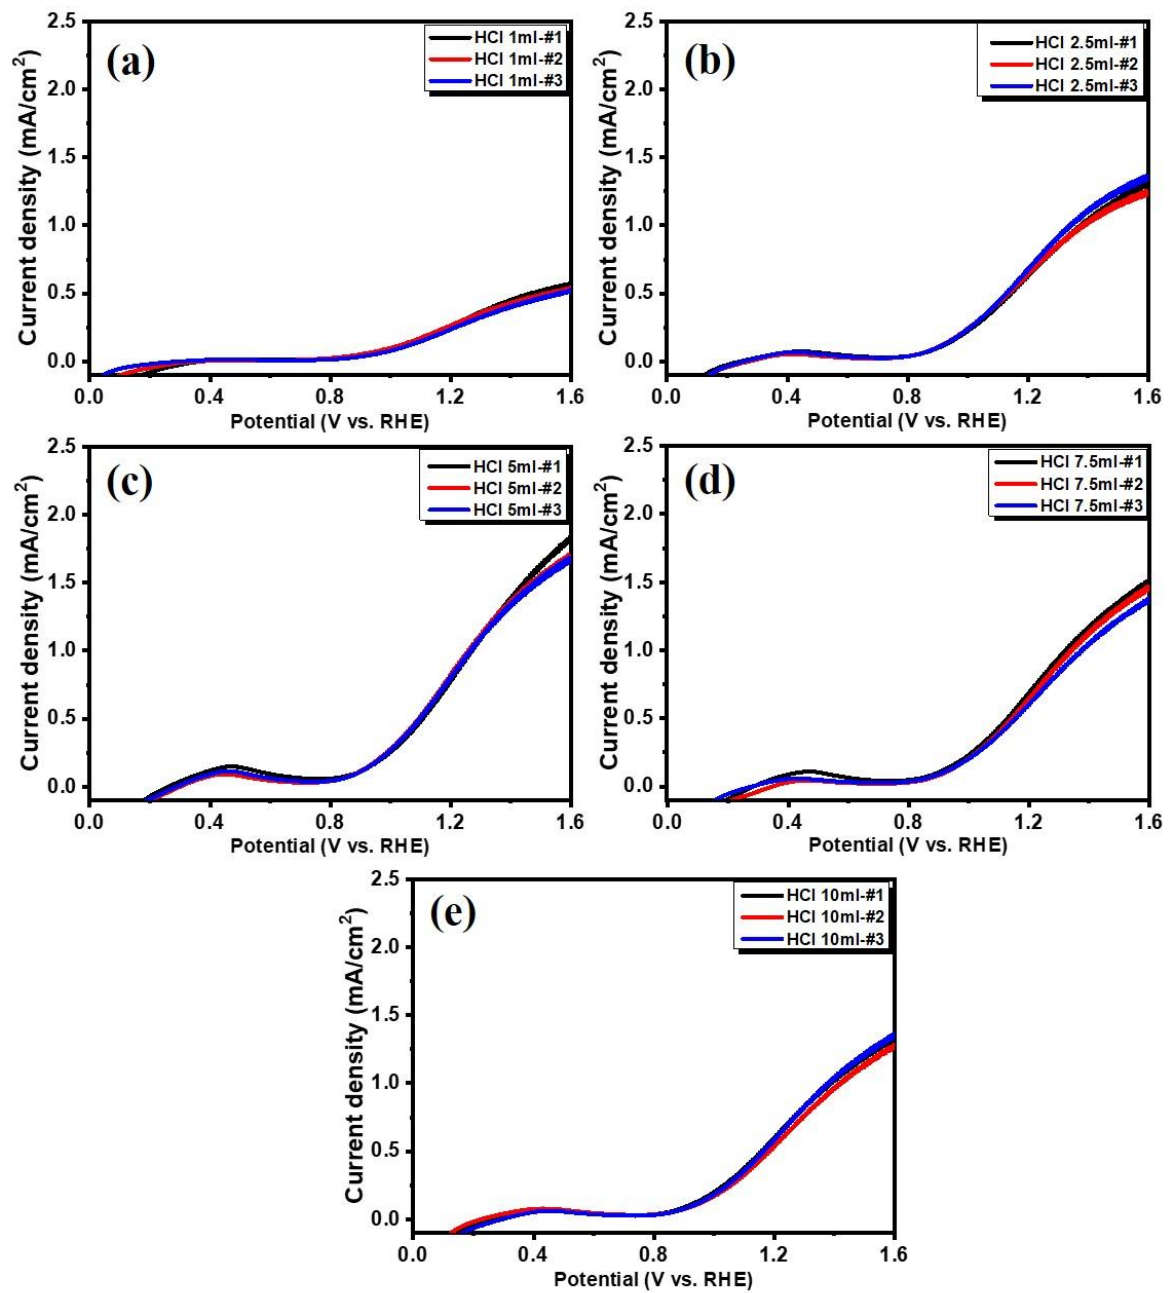 (a)
HCl 1ml-#1
HCl 1ml-#2
HCl 1ml-#3
2.5
2.0
1.5
1.0
0.5
0.0
Current density (mA/cm²)
0.0 0.4 0.8 1.2 1.6
Potential (V vs. RHE)
(b)
HCl 2.5ml-#1
HCl 2.5ml-#2
HCl 2.5ml-#3
2.5
2.0
1.5
1.0
0.5
0.0
Current density (mA/cm²)
0.0 0.4 0.8 1.2 1.6
Potential (V vs. RHE)
(c)
HCl 5ml-#1
HCl 5ml-#2
HCl 5ml-#3
2.5
2.0
1.5
1.0
0.5
0.0
Current density (mA/cm²)
0.0 0.4 0.8 1.2 1.6
Potential (V vs. RHE)
(d)
HCl 7.5ml-#1
HCl 7.5ml-#2
HCl 7.5ml-#3
2.5
2.0
1.5
1.0
0.5
0.0
Current density (mA/cm²)
0.0 0.4 0.8 1.2 1.6
Potential (V vs. RHE)
(e)
HCl 10ml-#1
HCl 10ml-#2
HCl 10ml-#3
2.5
2.0
1.5
1.0
0.5
0.0
Current density (mA/cm²)
0.0 0.4 0.8 1.2 1.6
Potential (V vs. RHE)